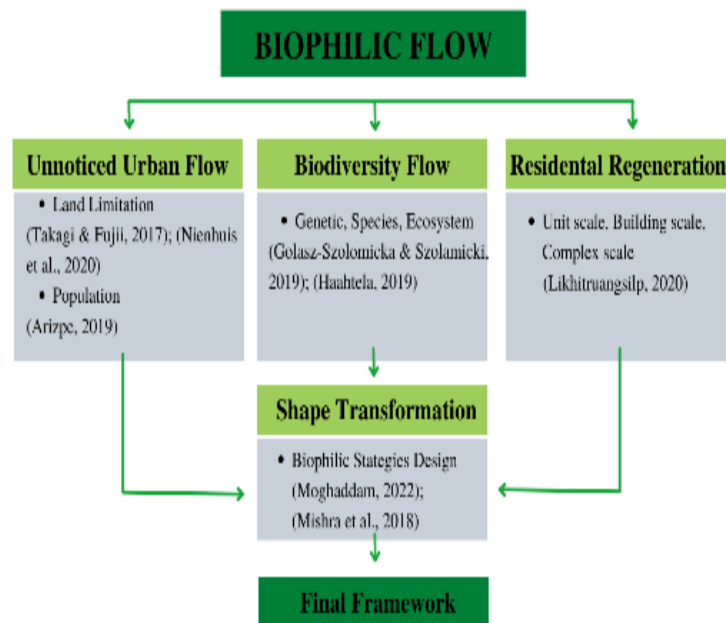 BIOPHILIC FLOW
Unnoticed Urban Flow
• Land Limitation
(Takagi & Fujii, 2017); (Nienhuis
et al., 2020)
• Population
(Arizpe, 2019)
Biodiversity Flow
• Genetic, Species, Ecosystem
(Golasz-Szolomicka & Szolamicki,
2019); (Haahtela, 2019)
Residental Regeneration
• Unit scale, Building scale,
Complex scale
(Likhitruangsilp, 2020)
Shape Transformation
• Biophilic Stategies Design
(Moghaddam, 2022);
(Mishra et al., 2018)
Final Framework